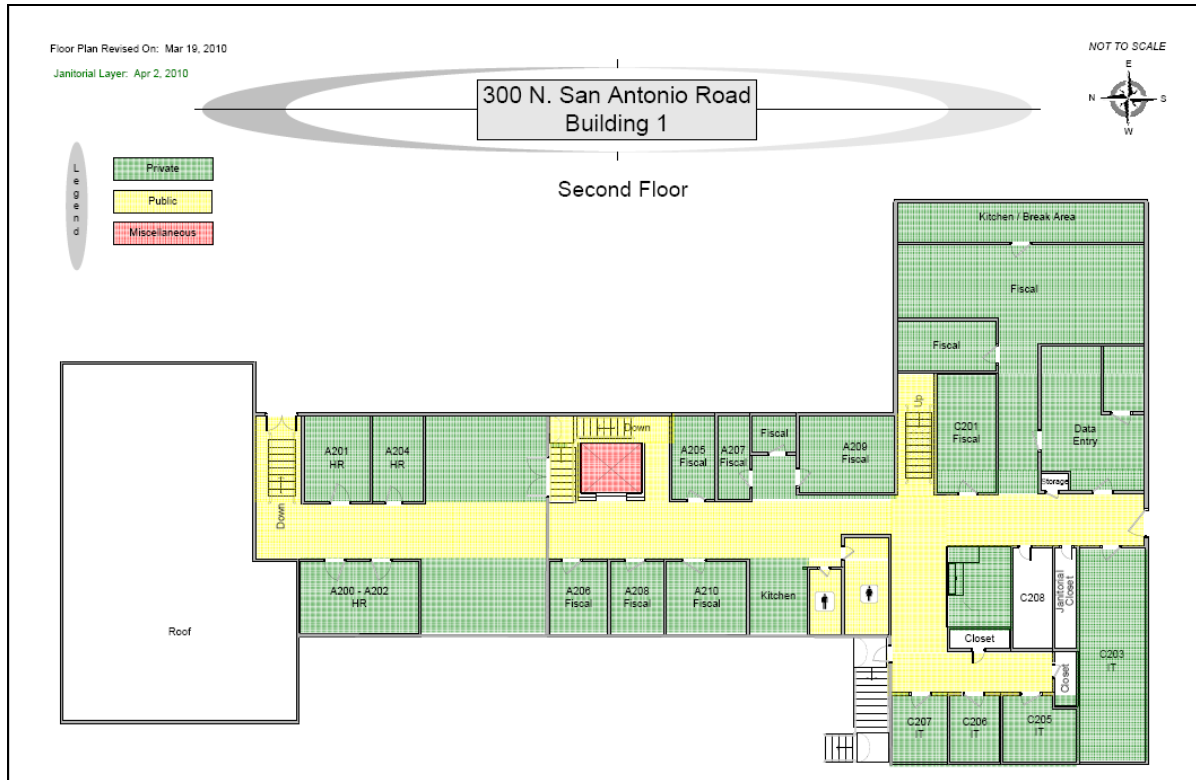 Floor Plan Revised On: Mar 19, 2010
Janitorial Layer: Apr 2, 2010
NOT TO SCALE
E
N
S
W
300 N. San Antonio Road
Building 1
Second Floor
Legend
Private
Public
Miscellaneous
Kitchen / Break Area
Fiscal
Fiscal
Up
C201
Fiscal
Data
Entry
Storage
A201
HR
A204
HR
Down
Down
A205
Fiscal
A207
Fiscal
Fiscal
A209
Fiscal
A200 - A202
HR
A206
Fiscal
A208
Fiscal
A210
Fiscal
Kitchen
Roof
Closet
C208
Janitorial
Closet
C203
IT
Closet
C207
IT
C206
IT
C205
IT